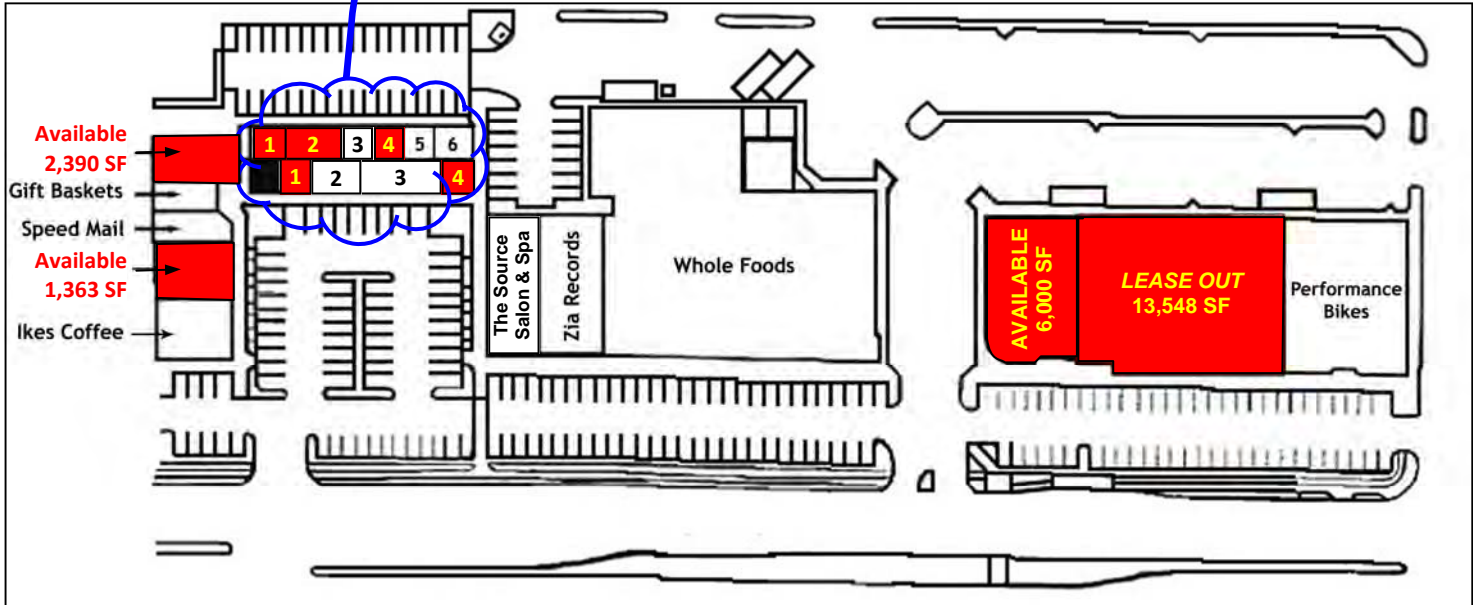 Available
2,390 SF
Gift Baskets
Speed Mail
Available
1,363 SF
Ikes Coffee
1 2 3 4 5 6
1 2 3 4
The Source
Salon & Spa
Zia Records
Whole Foods
AVAILABLE
6,000 SF
LEASE OUT
13,548 SF
Performance
Bikes